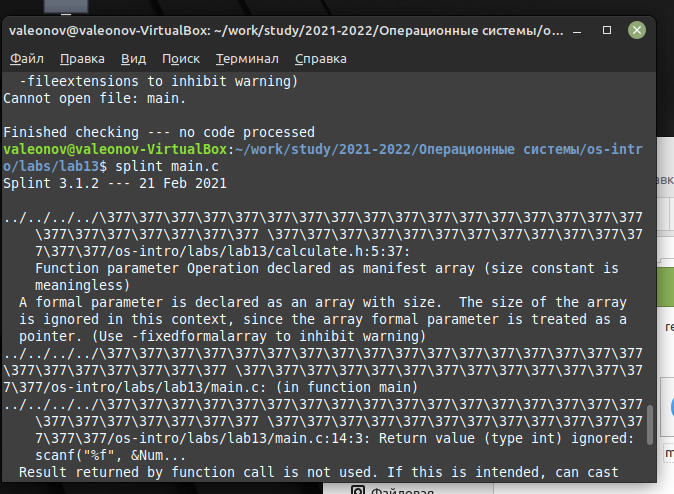 valeonov@valeonov-VirtualBox: ~/work/study/2021-2022/Операционные системы/o...
Файл Правка Вид Поиск Терминал Справка
-fileextensions to inhibit warning)
Cannot open file: main.
Finished checking --- no code processed
valeonov@valeonov-VirtualBox:~/work/study/2021-2022/Операционные системы/os-intr
o/labs/lab13$ splint main.c
Splint 3.1.2 --- 21 Feb 2021
../../../../\377\377\377\377\377\377\377\377\377\377\377\377\377\377\377\377\377
\377\377\377\377\377\377\377 \377\377\377\377\377\377\377\377\377\377\377\37
7\377\377/os-intro/labs/lab13/calculate.h:5:37:
Function parameter Operation declared as manifest array (size constant is
meaningless)
A formal parameter is declared as an array with size.  The size of the array
is ignored in this context, since the array formal parameter is treated as a
pointer. (Use -fixedformalarray to inhibit warning)
../../../../\377\377\377\377\377\377\377\377\377\377\377\377\377\377\377\377\377
\377\377\377\377\377\377\377 \377\377\377\377\377\377\377\377\377\377\377\377\37
7\377/os-intro/labs/lab13/main.c: (in function main)
../../../../\377\377\377\377\377\377\377\377\377\377\377\377\377\377\377\377\377
\377\377\377\377\377\377\377 \377\377\377\377\377\377\377\377\377\377\377\37
7\377\377/os-intro/labs/lab13/main.c:14:3: Return value (type int) ignored:
scanf("%f", &Num...
Result returned by function call is not used. If this is intended, can cast
Файловая